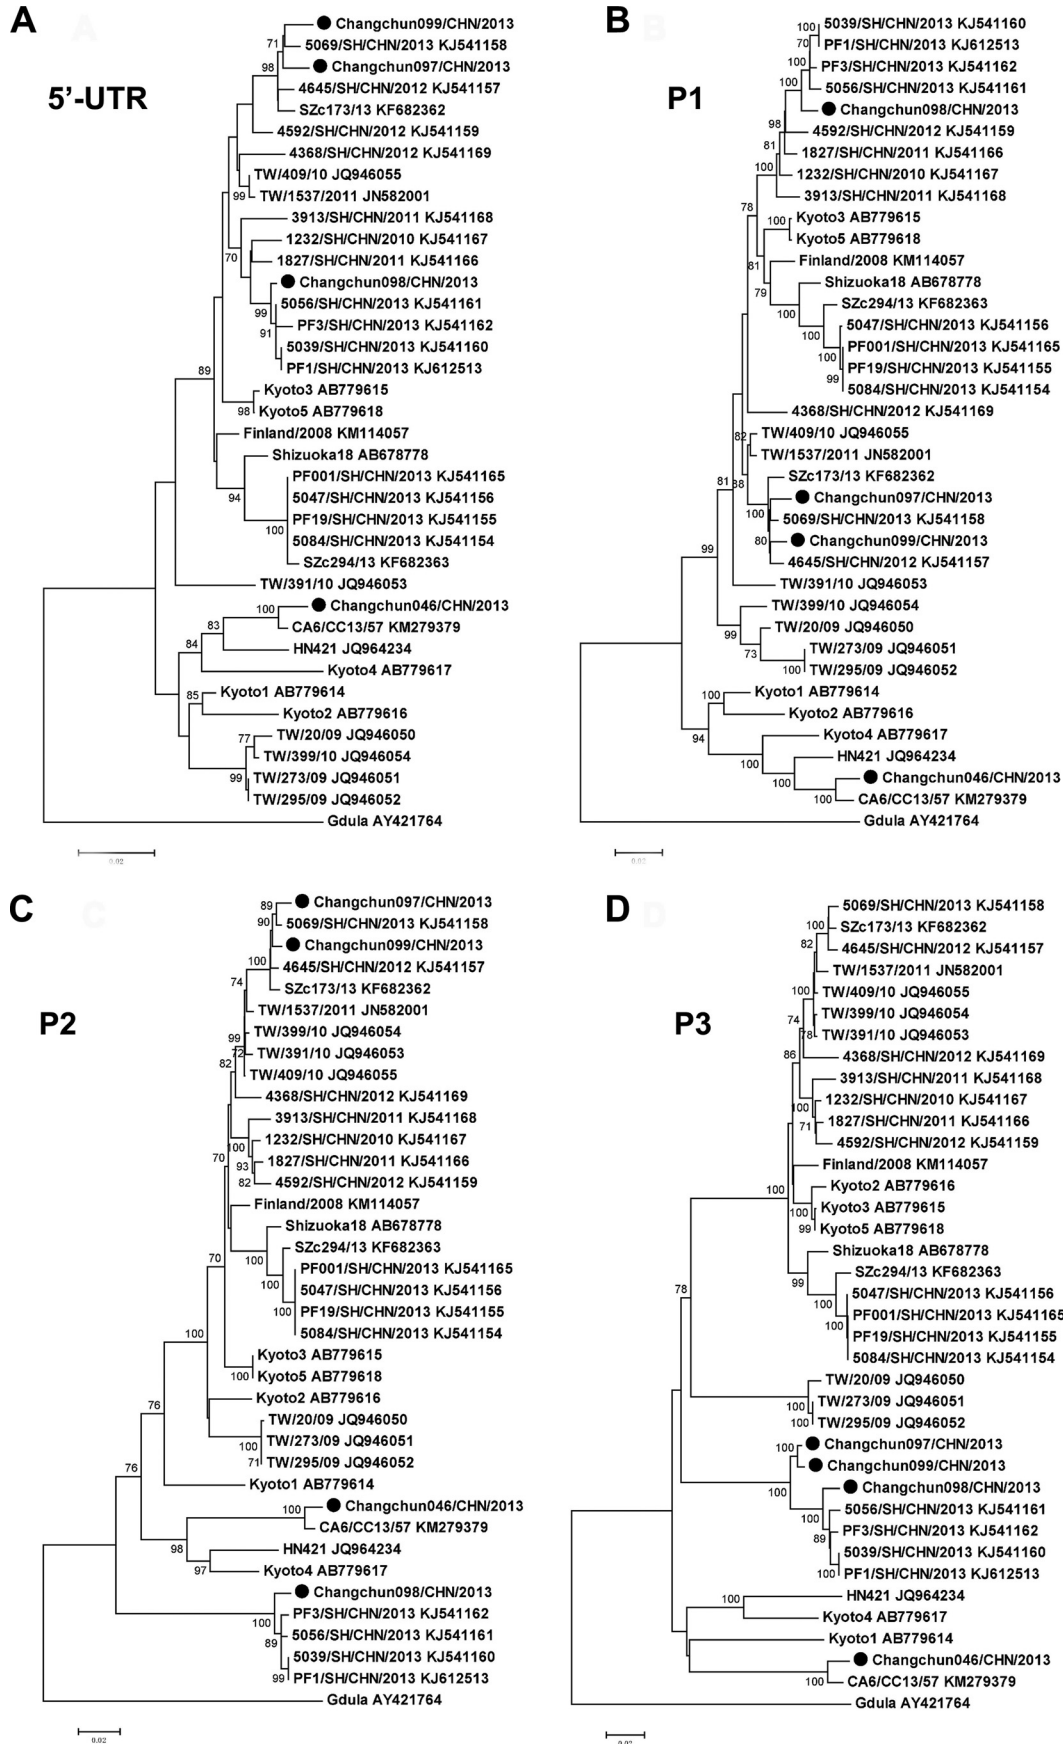 A
5'-UTR
71
98
99
70
99
91
89
98
94
100
100
83
84
85
77
99
Changchun099/CHN/2013
5069/SH/CHN/2013 KJ541158
Changchun097/CHN/2013
4645/SH/CHN/2012 KJ541157
SZc173/13 KF682362
4592/SH/CHN/2012 KJ541159
4368/SH/CHN/2012 KJ541169
TW/409/10 JQ946055
TW/1537/2011 JN582001
3913/SH/CHN/2011 KJ541168
1232/SH/CHN/2010 KJ541167
1827/SH/CHN/2011 KJ541166
Changchun098/CHN/2013
5056/SH/CHN/2013 KJ541161
PF3/SH/CHN/2013 KJ541162
5039/SH/CHN/2013 KJ541160
PF1/SH/CHN/2013 KJ612513
Kyoto3 AB779615
Kyoto5 AB779618
Finland/2008 KM114057
Shizuoka18 AB678778
PF001/SH/CHN/2013 KJ541165
5047/SH/CHN/2013 KJ541156
PF19/SH/CHN/2013 KJ541155
5084/SH/CHN/2013 KJ541154
SZc294/13 KF682363
TW/391/10 JQ946053
Changchun046/CHN/2013
CA6/CC13/57 KM279379
HN421 JQ964234
Kyoto4 AB779617
Kyoto1 AB779614
Kyoto2 AB779616
TW/20/09 JQ946050
TW/399/10 JQ946054
TW/273/09 JQ946051
TW/295/09 JQ946052
Gdula AY421764
0.02
B
P1
100
70
100
100
98
81
100
78
100
81
79
100
100
99
82
88
81
100
80
99
99
73
100
100
94
100
100
5039/SH/CHN/2013 KJ541160
PF1/SH/CHN/2013 KJ612513
PF3/SH/CHN/2013 KJ541162
5056/SH/CHN/2013 KJ541161
Changchun098/CHN/2013
4592/SH/CHN/2012 KJ541159
1827/SH/CHN/2011 KJ541166
1232/SH/CHN/2010 KJ541167
3913/SH/CHN/2011 KJ541168
Kyoto3 AB779615
Kyoto5 AB779618
Finland/2008 KM114057
Shizuoka18 AB678778
SZc294/13 KF682363
5047/SH/CHN/2013 KJ541156
PF001/SH/CHN/2013 KJ541165
PF19/SH/CHN/2013 KJ541155
5084/SH/CHN/2013 KJ541154
4368/SH/CHN/2012 KJ541169
TW/409/10 JQ946055
TW/1537/2011 JN582001
SZc173/13 KF682362
Changchun097/CHN/2013
5069/SH/CHN/2013 KJ541158
Changchun099/CHN/2013
4645/SH/CHN/2012 KJ541157
TW/391/10 JQ946053
TW/399/10 JQ946054
TW/20/09 JQ946050
TW/273/09 JQ946051
TW/295/09 JQ946052
Kyoto1 AB779614
Kyoto2 AB779616
Kyoto4 AB779617
HN421 JQ964234
Changchun046/CHN/2013
CA6/CC13/57 KM279379
Gdula AY421764
0.02
C
P2
89
90
100
74
99
72
82
100
93
82
70
100
100
100
70
100
100
100
71
76
76
100
98
97
100
89
99
Changchun097/CHN/2013
5069/SH/CHN/2013 KJ541158
Changchun099/CHN/2013
4645/SH/CHN/2012 KJ541157
SZc173/13 KF682362
TW/1537/2011 JN582001
TW/399/10 JQ946054
TW/391/10 JQ946053
TW/409/10 JQ946055
4368/SH/CHN/2012 KJ541169
3913/SH/CHN/2011 KJ541168
1232/SH/CHN/2010 KJ541167
1827/SH/CHN/2011 KJ541166
4592/SH/CHN/2012 KJ541159
Finland/2008 KM114057
Shizuoka18 AB678778
SZc294/13 KF682363
PF001/SH/CHN/2013 KJ541165
5047/SH/CHN/2013 KJ541156
PF19/SH/CHN/2013 KJ541155
5084/SH/CHN/2013 KJ541154
Kyoto3 AB779615
Kyoto5 AB779618
Kyoto2 AB779616
TW/20/09 JQ946050
TW/273/09 JQ946051
TW/295/09 JQ946052
Kyoto1 AB779614
Changchun046/CHN/2013
CA6/CC13/57 KM279379
HN421 JQ964234
Kyoto4 AB779617
Changchun098/CHN/2013
PF3/SH/CHN/2013 KJ541162
5056/SH/CHN/2013 KJ541161
5039/SH/CHN/2013 KJ541160
PF1/SH/CHN/2013 KJ612513
Gdula AY421764
0.02
D
P3
100
82
100
74
78
86
100
71
100
100
99
99
100
100
78
100
100
100
100
100
89
100
100
100
5069/SH/CHN/2013 KJ541158
SZc173/13 KF682362
4645/SH/CHN/2012 KJ541157
TW/1537/2011 JN582001
TW/409/10 JQ946055
TW/399/10 JQ946054
TW/391/10 JQ946053
4368/SH/CHN/2012 KJ541169
3913/SH/CHN/2011 KJ541168
1232/SH/CHN/2010 KJ541167
1827/SH/CHN/2011 KJ541166
4592/SH/CHN/2012 KJ541159
Finland/2008 KM114057
Kyoto2 AB779616
Kyoto3 AB779615
Kyoto5 AB779618
Shizuoka18 AB678778
SZc294/13 KF682363
5047/SH/CHN/2013 KJ541156
PF001/SH/CHN/2013 KJ541165
PF19/SH/CHN/2013 KJ541155
5084/SH/CHN/2013 KJ541154
TW/20/09 JQ946050
TW/273/09 JQ946051
TW/295/09 JQ946052
Changchun097/CHN/2013
Changchun099/CHN/2013
Changchun098/CHN/2013
5056/SH/CHN/2013 KJ541161
PF3/SH/CHN/2013 KJ541162
5039/SH/CHN/2013 KJ541160
PF1/SH/CHN/2013 KJ612513
HN421 JQ964234
Kyoto4 AB779617
Kyoto1 AB779614
Changchun046/CHN/2013
CA6/CC13/57 KM279379
Gdula AY421764